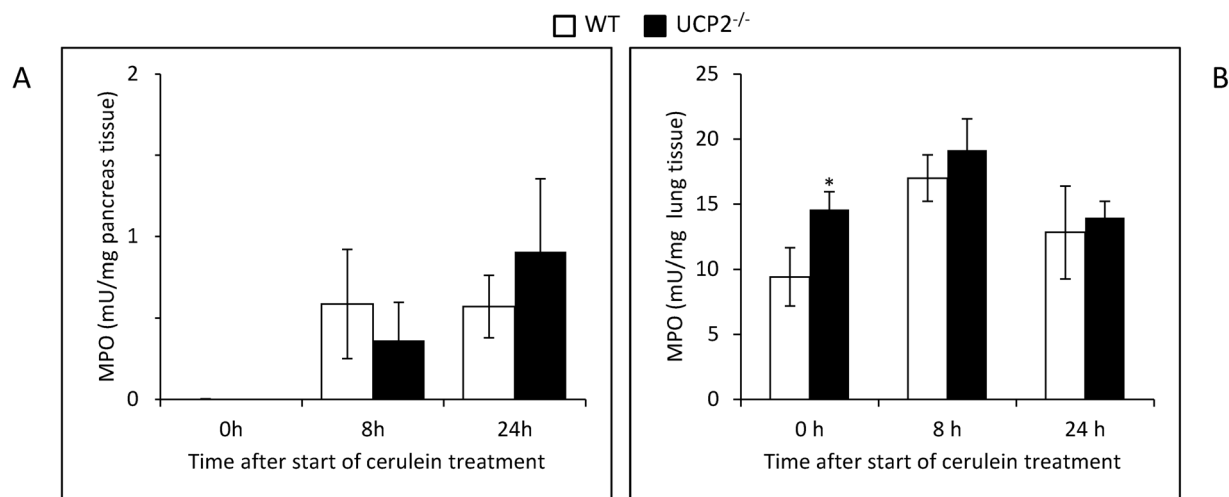 WT UCP2-/-
A
B
MPO (mU/mg pancreas tissue)
2
1
0
0h 8h 24h
Time after start of cerulein treatment
MPO (mU/mg lung tissue)
25
20
15
10
5
0
*
0 h 8 h 24 h
Time after start of cerulein treatment